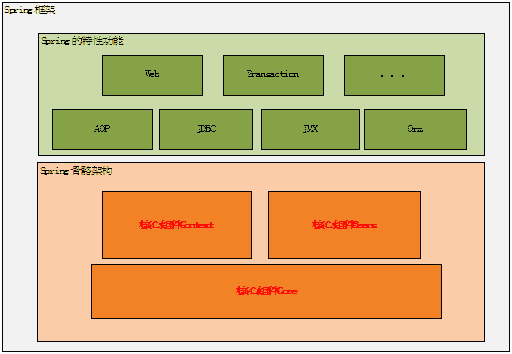 Spring 框架
Spring 的特性功能
Web
Transaction
. . .
AOP
JDBC
JMX
Orm
Spring 骨骼架构
核心组件Context
核心组件Beans
核心组件Core